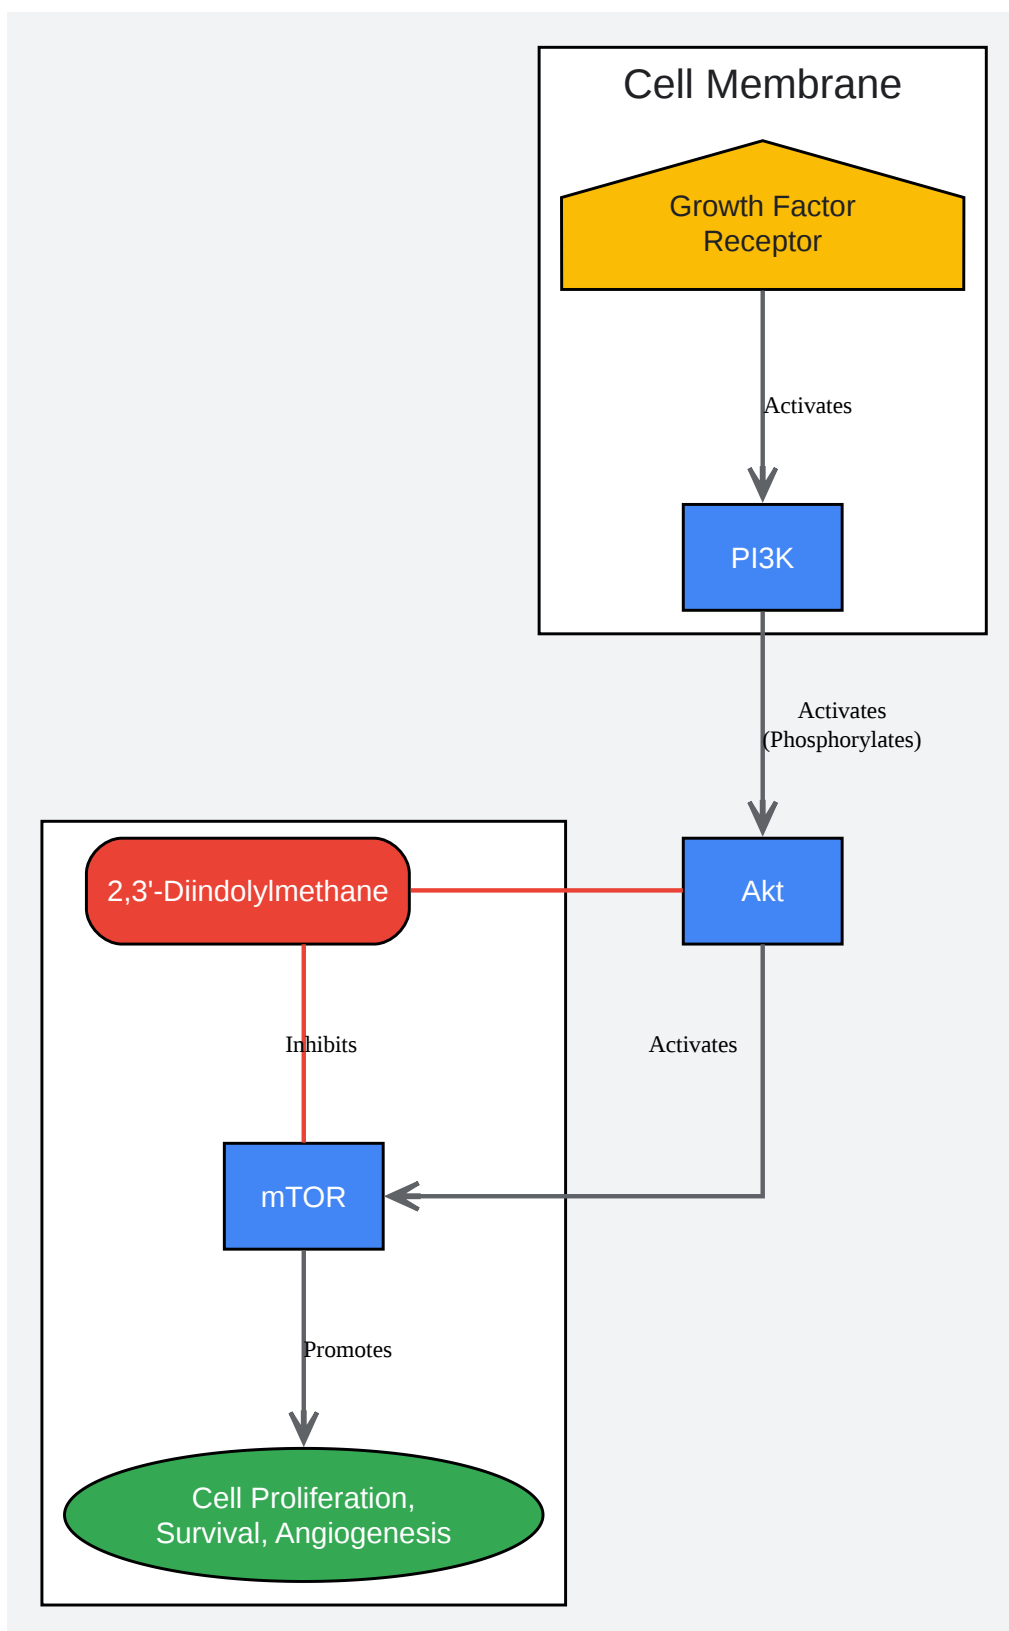 Cell Membrane
Growth Factor
Receptor
Activates
PI3K
Activates
(Phosphorylates)
2,3'-Diindolylmethane
Akt
Inhibits
Activates
mTOR
Promotes
Cell Proliferation,
Survival, Angiogenesis